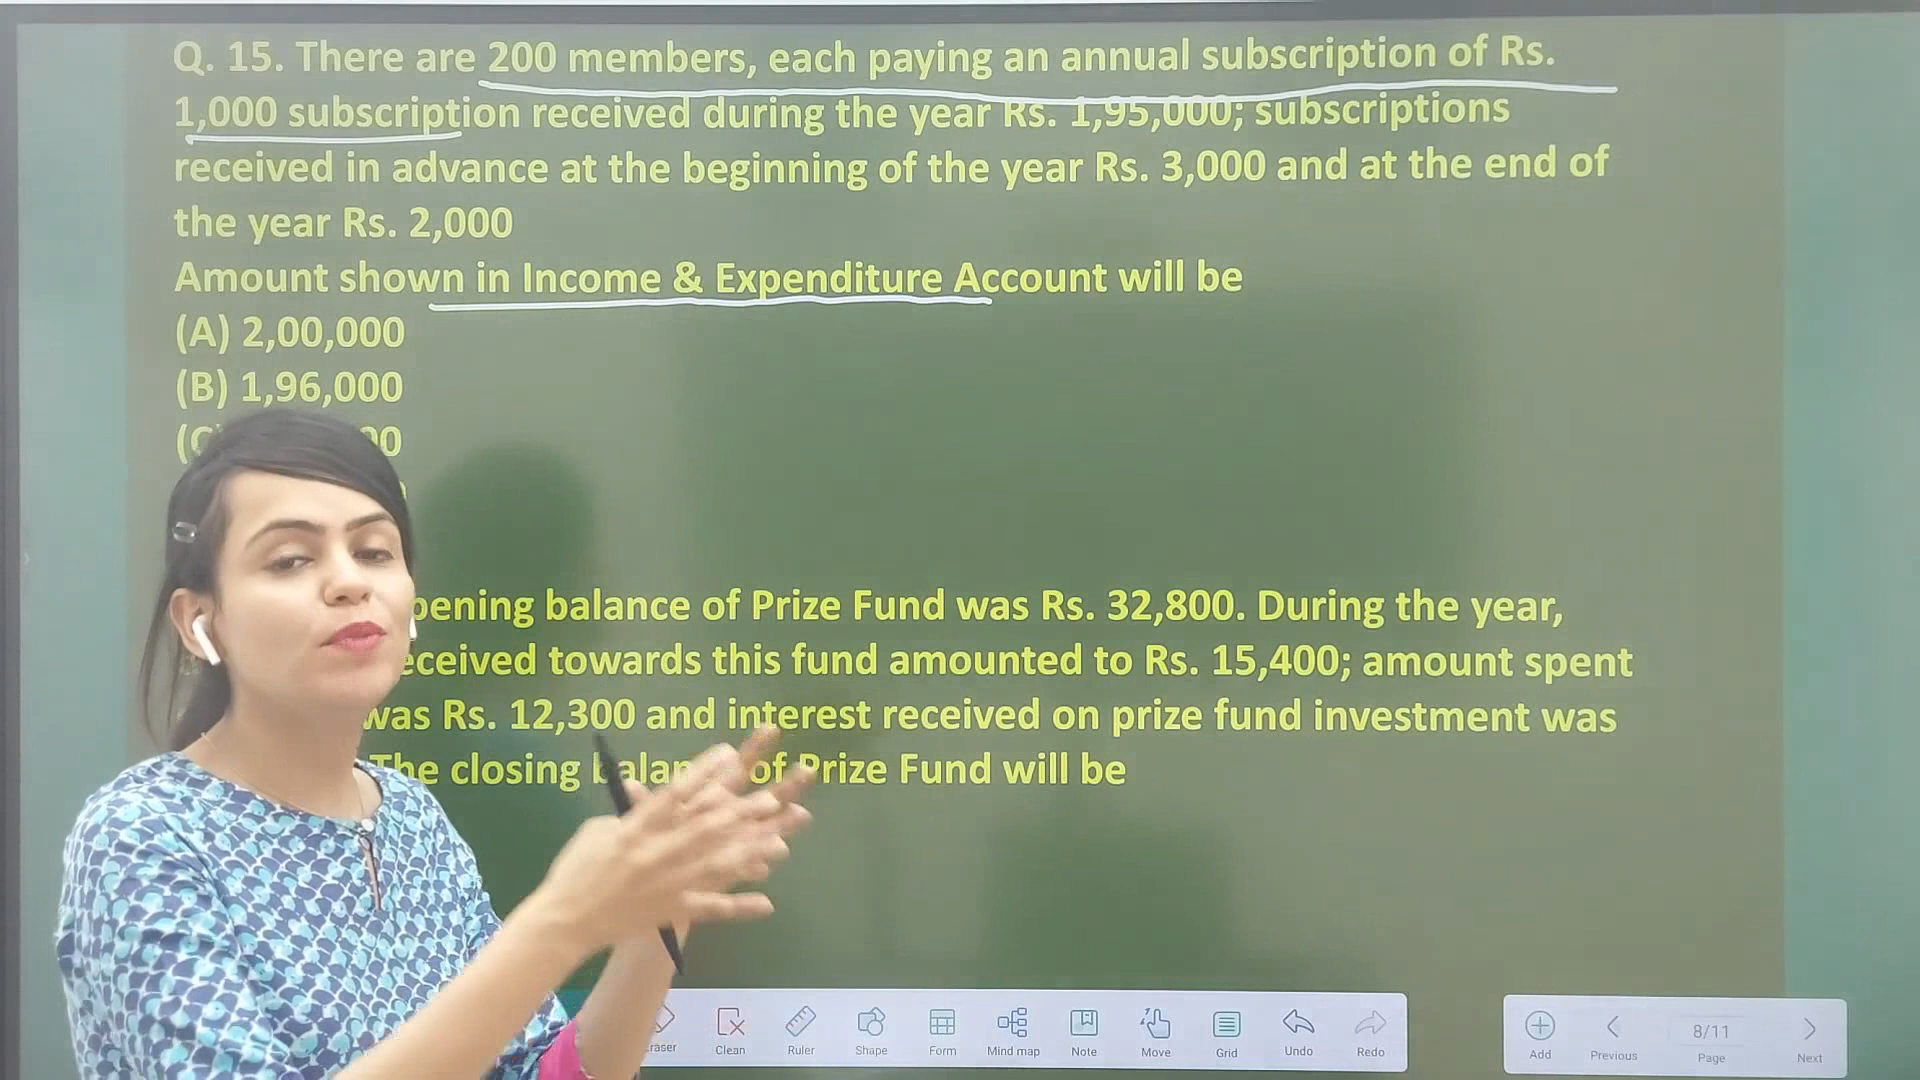 Q. 15. There are 200 members, each paying an annual subscription of Rs.
1,000 subscription received during the year Rs. 1,95,000; subscriptions
received in advance at the beginning of the year Rs. 3,000 and at the end of
the year Rs. 2,000
Amount shown in Income & Expenditure Account will be
(A) 2,00,000
(B) 1,96,000
balance of Prize Fund was Rs. 32,800. During the year,
towards this fund amounted to Rs. 15,400; amount spent
was Rs. 12,300 and interest received on prize fund investment was
The closing balance of Prize Fund will be
Clean Ruler Shape Form Mind map Note Move Grid Undo Redo
Add Previous 8/11 Page Next